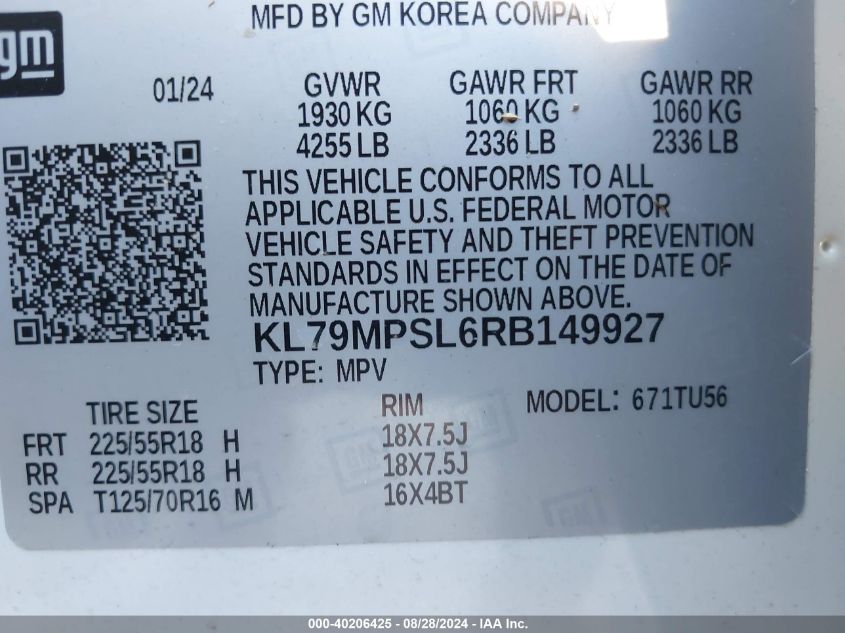 MFD BY GM KOREA COMPANY
gm
01/24 GVWR GAWR FRT GAWR RR
1930 KG 1060 KG 1060 KG
4255 LB 2336 LB 2336 LB
THIS VEHICLE CONFORMS TO ALL
APPLICABLE U.S. FEDERAL MOTOR
VEHICLE SAFETY AND THEFT PREVENTION
STANDARDS IN EFFECT ON THE DATE OF
MANUFACTURE SHOWN ABOVE.
KL79MPSL6RB149927
TYPE: MPV
TIRE SIZE RIM MODEL: 671TU56
FRT 225/55R18 H 18X7.5J
RR 225/55R18 H 18X7.5J
SPA T125/70R16 M 16X4BT
000-40206425 - 08/28/2024 - IAA Inc.